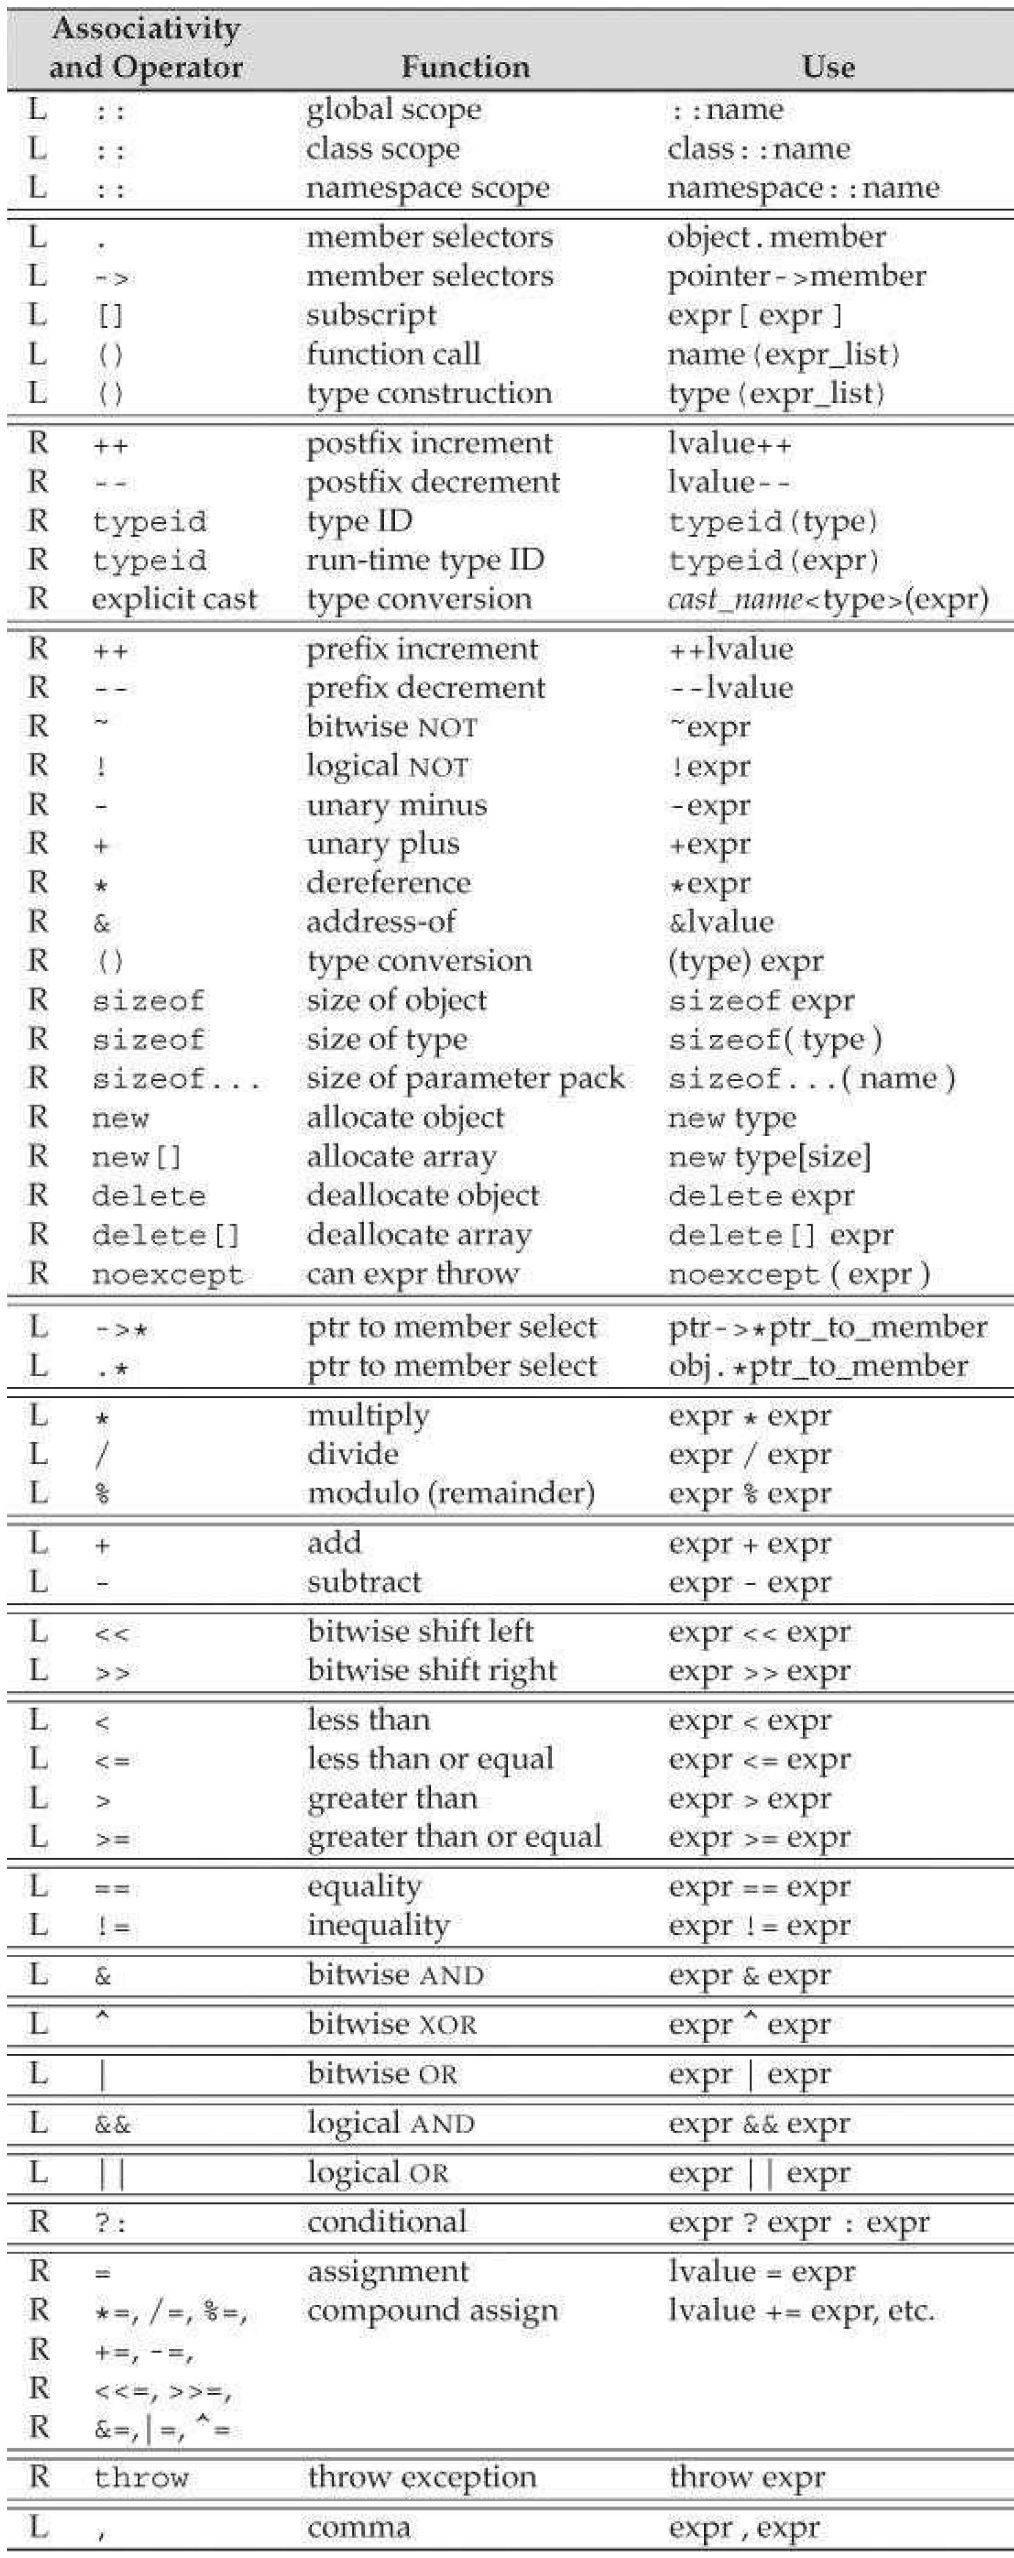 Associativity
and Operator Function Use
L :: global scope ::name
L :: class scope class::name
L :: namespace scope namespace::name
L . member selectors object.member
L -> member selectors pointer->member
L [] subscript expr[ expr ]
L () function call name(expr_list)
L () type construction type(expr_list)
R ++ postfix increment lvalue++
R -- postfix decrement lvalue--
R typeid type ID typeid(type)
R typeid run-time type ID typeid(expr)
R explicit cast type conversion cast_name<type>(expr)
R ++ prefix increment ++lvalue
R -- prefix decrement --lvalue
R ~ bitwise NOT ~expr
R ! logical NOT !expr
R - unary minus -expr
R + unary plus +expr
R * dereference *expr
R & address-of &lvalue
R () type conversion (type) expr
R sizeof size of object sizeof expr
R sizeof size of type sizeof( type )
R sizeof... size of parameter pack sizeof...( name )
R new allocate object new type
R new[] allocate array new type[size]
R delete deallocate object delete expr
R delete[] deallocate array delete[] expr
R noexcept can expr throw noexcept ( expr )
L ->* ptr to member select ptr->*ptr_to_member
L .* ptr to member select obj.*ptr_to_member
L * multiply expr * expr
L / divide expr / expr
L % modulo (remainder) expr % expr
L + add expr + expr
L - subtract expr - expr
L << bitwise shift left expr << expr
L >> bitwise shift right expr >> expr
L < less than expr < expr
L <= less than or equal expr <= expr
L > greater than expr > expr
L >= greater than or equal expr >= expr
L == equality expr == expr
L != inequality expr != expr
L & bitwise AND expr & expr
L ^ bitwise XOR expr ^ expr
L | bitwise OR expr | expr
L && logical AND expr && expr
L || logical OR expr || expr
R ?: conditional expr ? expr : expr
R = assignment lvalue = expr
R *=, /=, %=, compound assign lvalue += expr, etc.
R +=, -=,
R <<=, >>=,
R &=,|=, ^=
R throw throw exception throw expr
L , comma expr , expr